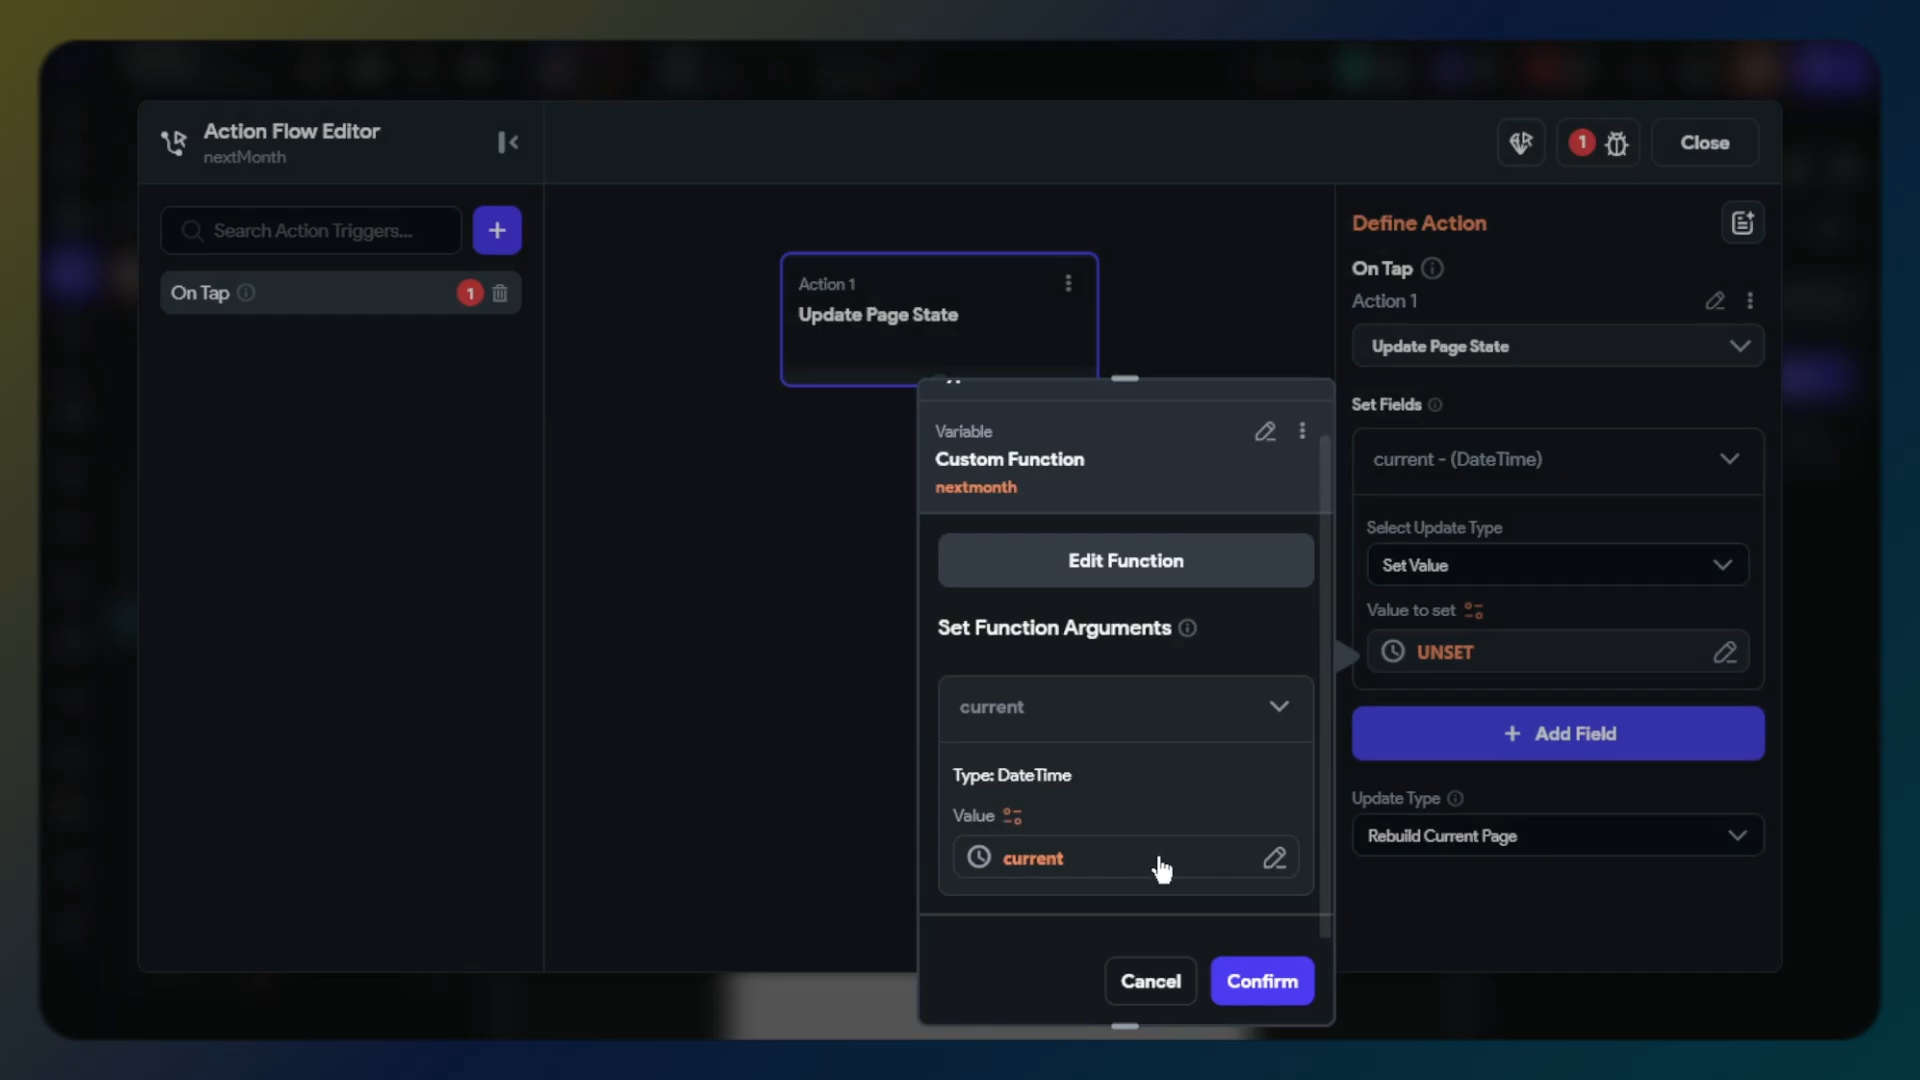 Action Flow Editor
nextMonth
1
Close
Search Action Triggers...
On Tap
1
Action 1
Update Page State
Variable
Custom Function
nextmonth
Edit Function
Set Function Arguments
current
Type: DateTime
Value
current
Cancel
Confirm
Define Action
On Tap
Action 1
Update Page State
Set Fields
current - (DateTime)
Select Update Type
Set Value
Value to set
UNSET
+ Add Field
Update Type
Rebuild Current Page